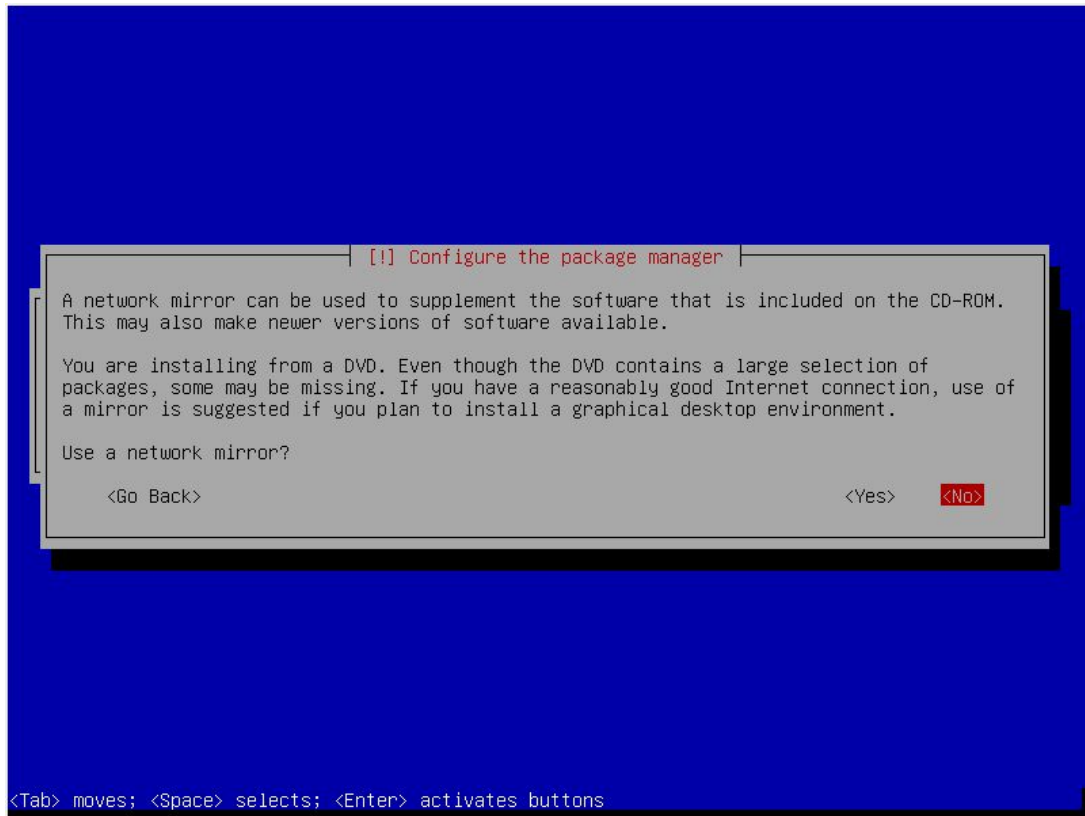 [!] Configure the package manager
A network mirror can be used to supplement the software that is included on the CD-ROM.
This may also make newer versions of software available.
You are installing from a DVD. Even though the DVD contains a large selection of
packages, some may be missing. If you have a reasonably good Internet connection, use of
a mirror is suggested if you plan to install a graphical desktop environment.
Use a network mirror?
<Go Back> <Yes> <No>
<Tab> moves; <Space> selects; <Enter> activates buttons